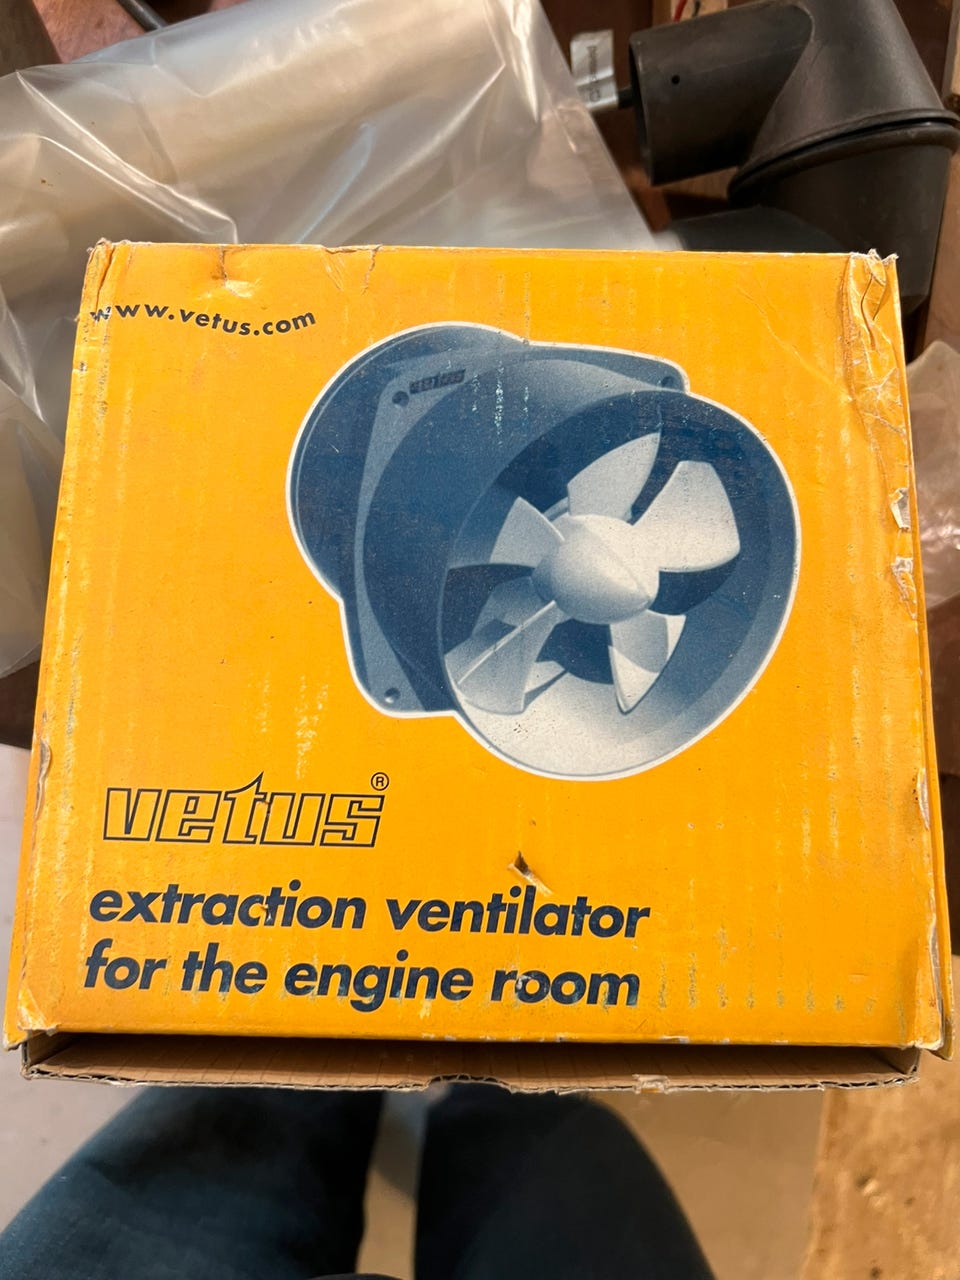 www.vetus.com
vetus®
extraction ventilator
for the engine room